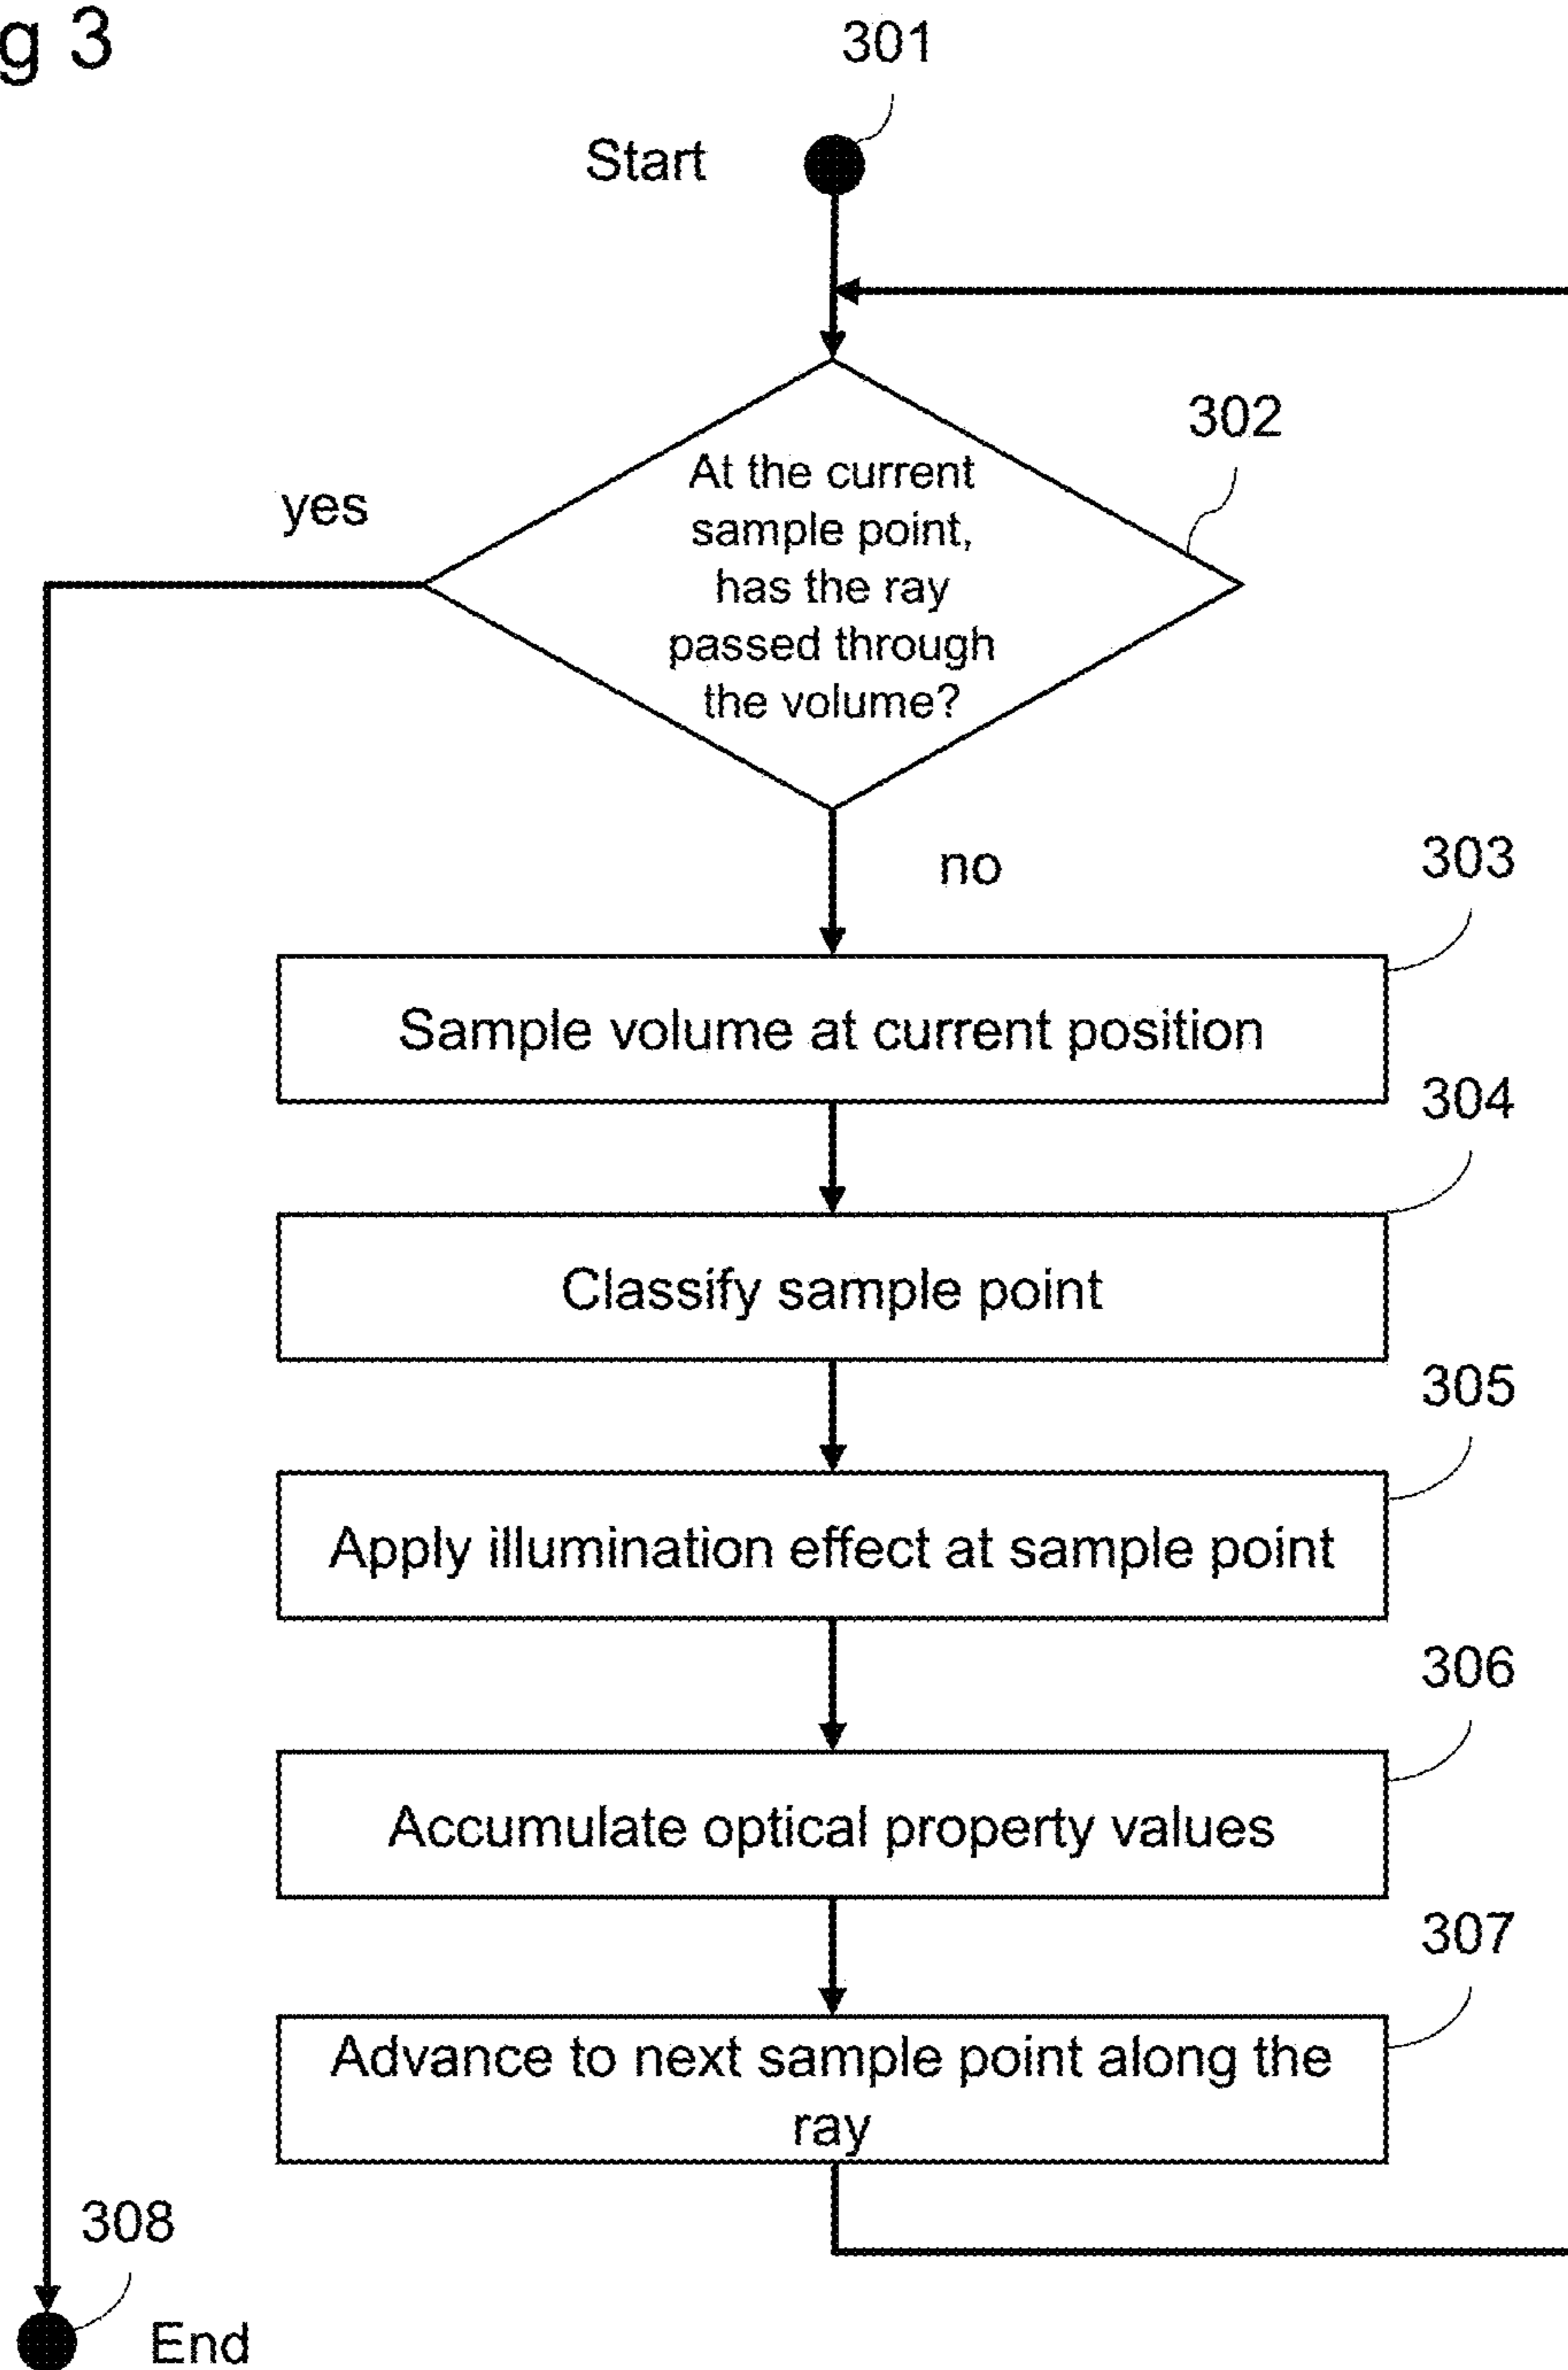 g 3
301
Start
302
At the current
sample point,
has the ray
passed through
the volume?
yes
no
303
Sample volume at current position
304
Classify sample point
305
Apply illumination effect at sample point
306
Accumulate optical property values
307
Advance to next sample point along the
ray
308
End